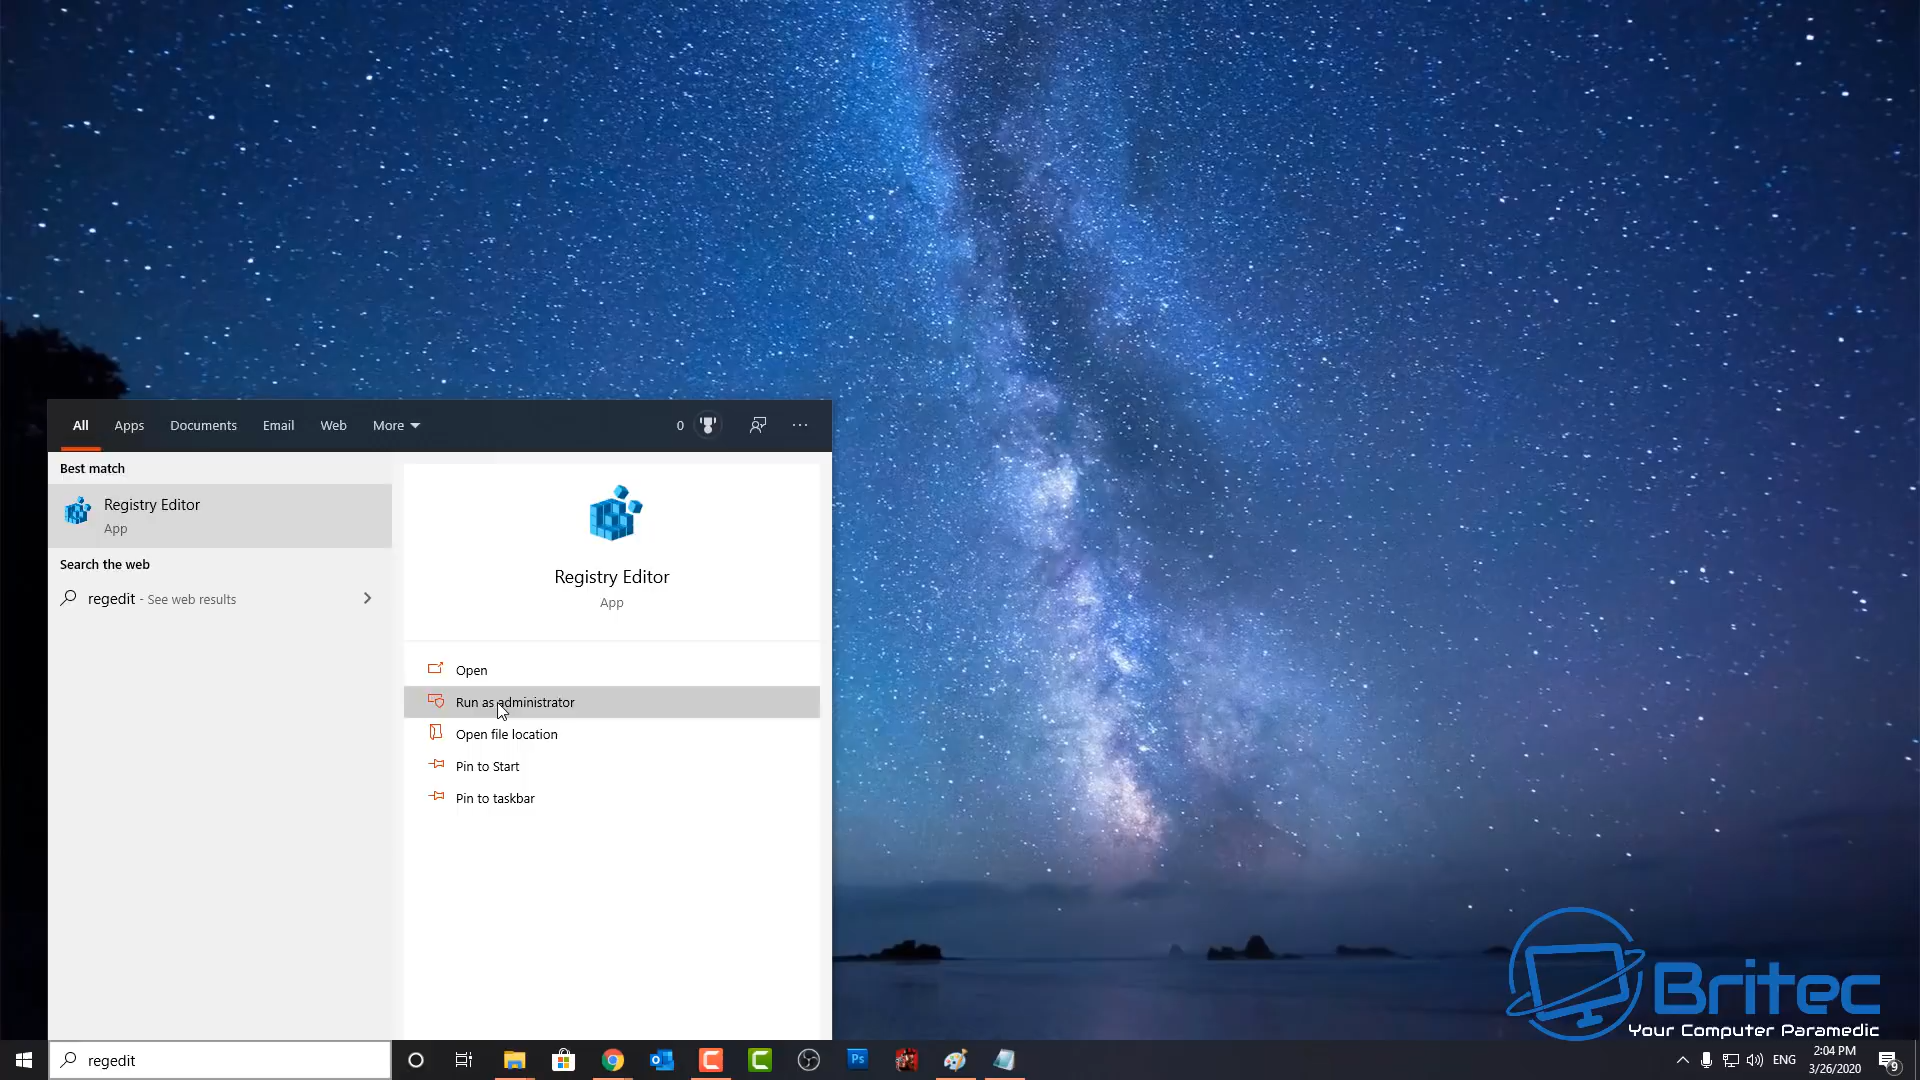 All Apps Documents Email Web More 0 ...
Best match
Registry Editor
App
Search the web
regedit - See web results
Registry Editor
App
Open
Run as administrator
Open file location
Pin to Start
Pin to taskbar
Britec
Your Computer Paramedic
regedit
Ps
ENG
2:04 PM
3/26/2020
9